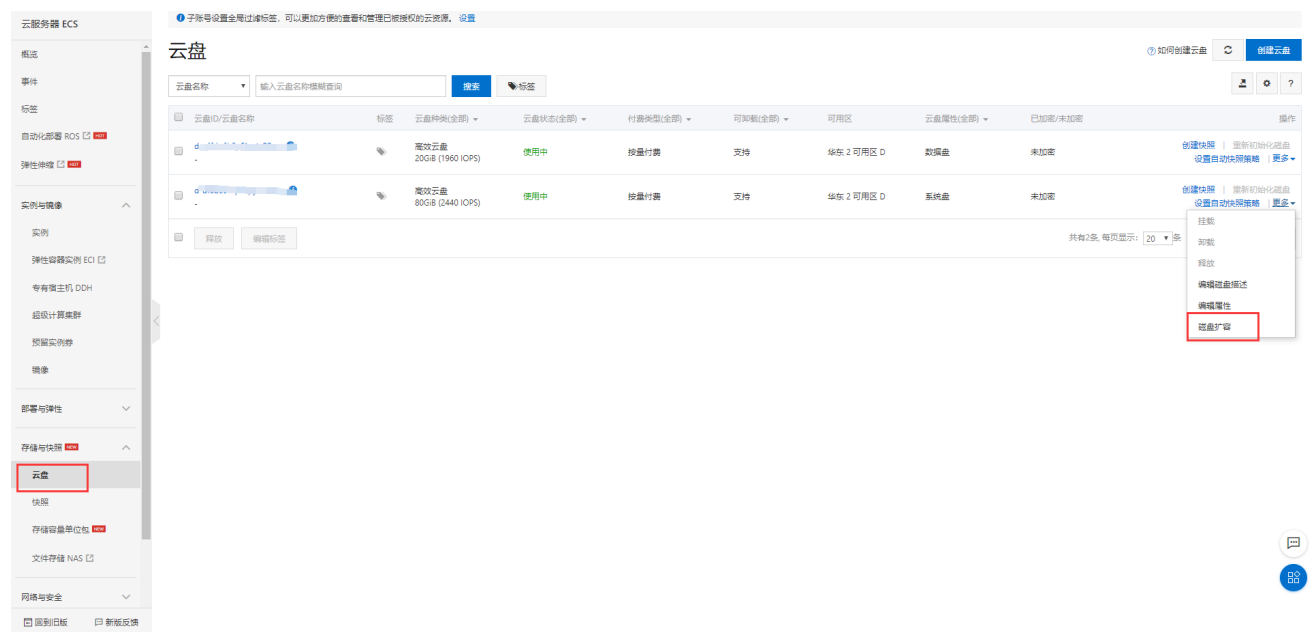 云服务器 ECS
子账号设置全局过滤标签，可以更加方便的查看和管理已被授权的云资源。 设置
概览
事件
标签
自动化部署 ROS HOT
弹性伸缩 HOT
实例与镜像
实例
弹性容器实例 ECI
专有宿主机 DDH
超级计算集群
预留实例券
镜像
部署与弹性
存储与快照 NEW
云盘
快照
存储容量单位包 NEW
文件存储 NAS
网络与安全
回到旧版 新版反馈
云盘
如何创建云盘 创建云盘
云盘名称 输入云盘名称模糊查询 搜索 标签 ?
云盘ID/云盘名称 标签 云盘种类(全部) 云盘状态(全部) 付费类型(全部) 可卸载(全部) 可用区 云盘属性(全部) 已加密/未加密 操作
高效云盘
20GiB (1960 IOPS) 使用中 按量付费 支持 华东 2 可用区 D 数据盘 未加密
创建快照 | 重新初始化磁盘
设置自动快照策略 | 更多
-
高效云盘
80GiB (2440 IOPS) 使用中 按量付费 支持 华东 2 可用区 D 系统盘 未加密
创建快照 | 重新初始化磁盘
设置自动快照策略 | 更多
-
释放 编辑标签 共有2条, 每页显示: 20 条
挂载
卸载
释放
编辑磁盘描述
编辑属性
磁盘扩容